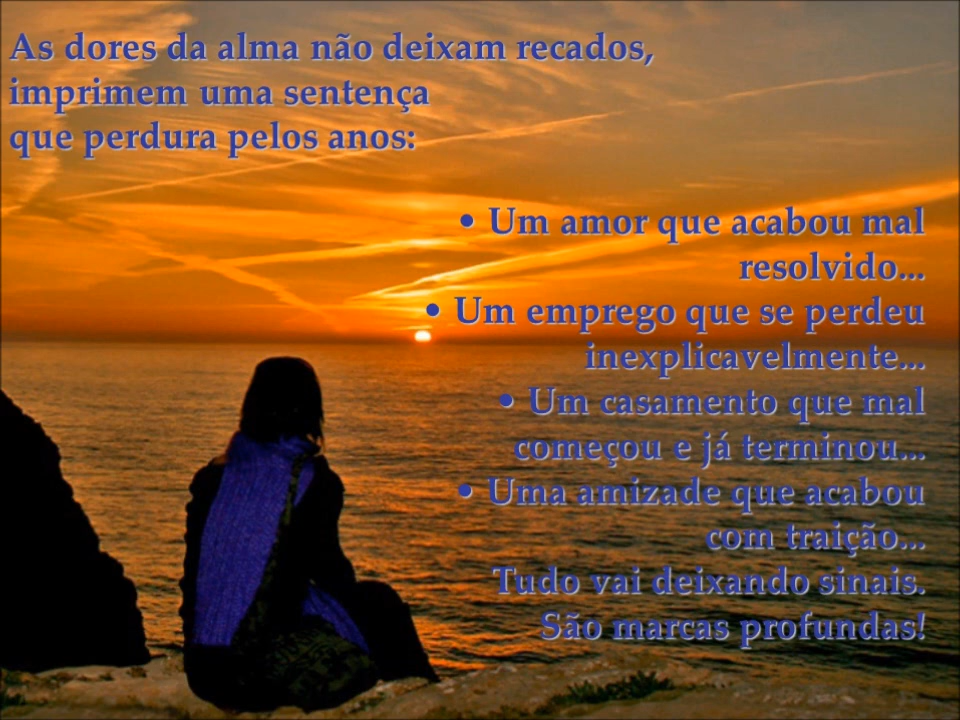 As dores da alma não deixam recados,
imprimem uma sentença
que perdura pelos anos:
• Um amor que acabou mal
resolvido...
• Um emprego que se perdeu
inexplicavelmente...
• Um casamento que mal
começou e já terminou...
• Uma amizade que acabou
com traição...
Tudo vai deixando sinais.
São marcas profundas!